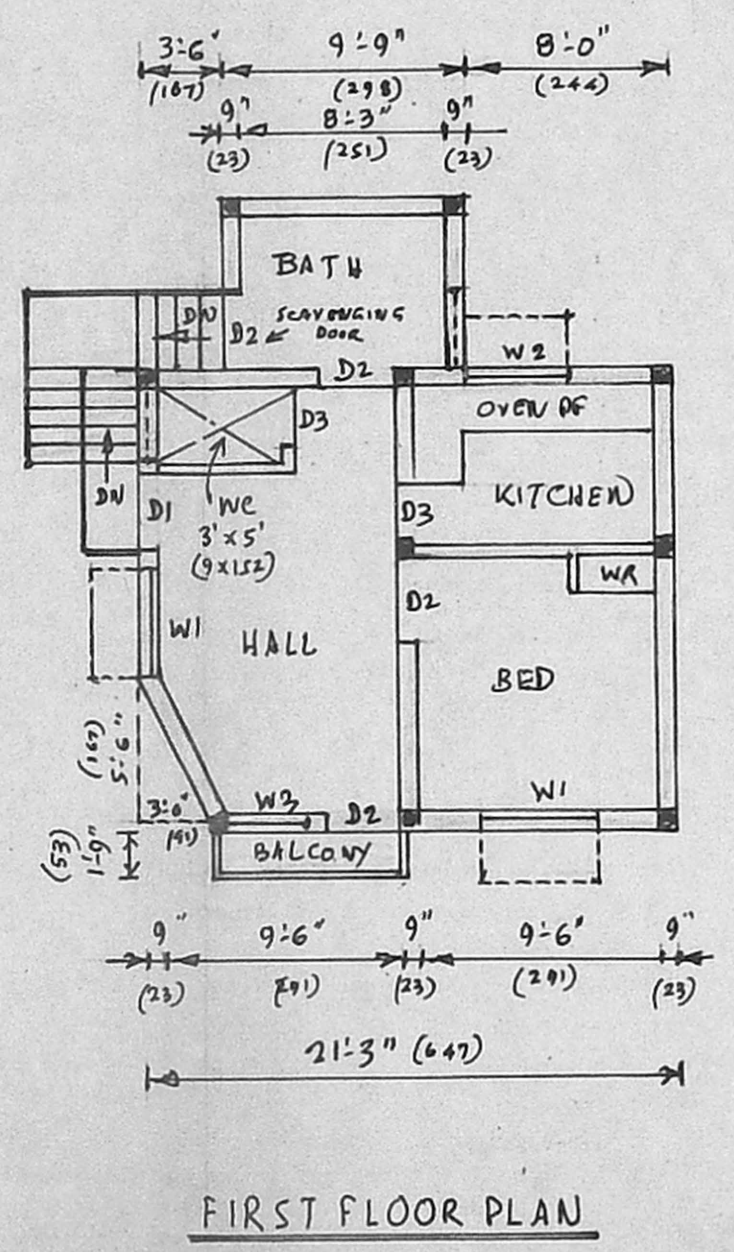 3'-6" 9'-9" 8'-0"
(107) (298) (244)
9" 8'-3" 9"
(23) (251) (23)
BATH
DN D2 SCAVENGING
DOOR
D2 W2
D3 OVEN PF
DN D1 WC D3 KITCHEN
3' x 5'
(9x152)
D2 WR
W1 HALL
BED
(167)
5'-6"
3'-0" W3 D2 W1
(91)
(53)
1'-9"
BALCONY
9" 9'-6" 9" 9'-6" 9"
(23) (291) (23) (291) (23)
21'-3" (647)
FIRST FLOOR PLAN